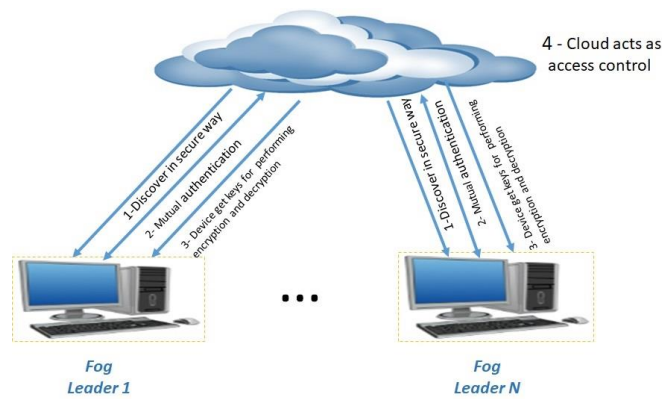 4 - Cloud acts as
access control
1-Discover in secure way
2- Mutual authentication
3- Device get keys for performing
encryption and decryption
1-Discover in secure way
2- Mutual authentication
3- Device get keys for performing
encryption and decryption
...
Fog
Leader 1
Fog
Leader N